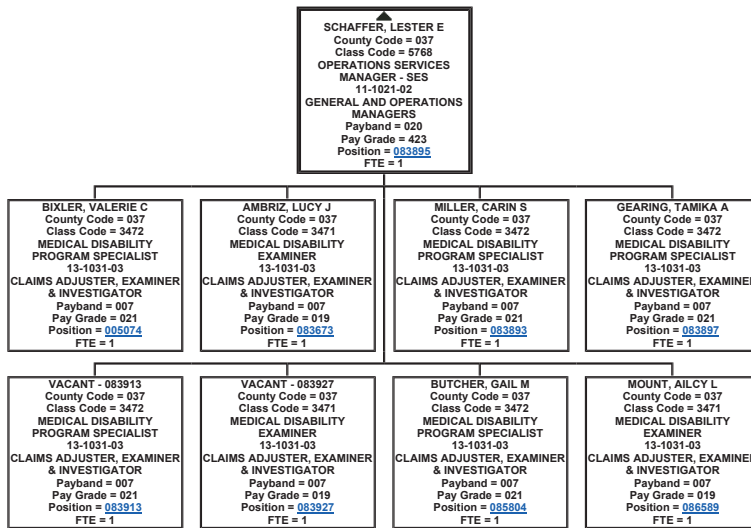 SCHAFFER, LESTER E
County Code = 037
Class Code = 5768
OPERATIONS SERVICES
MANAGER - SES
11-1021-02
GENERAL AND OPERATIONS
MANAGERS
Payband = 020
Pay Grade = 423
Position = 083895
FTE = 1
BIXLER, VALERIE C
County Code = 037
Class Code = 3472
MEDICAL DISABILITY
PROGRAM SPECIALIST
13-1031-03
CLAIMS ADJUSTER, EXAMINER
& INVESTIGATOR
Payband = 007
Pay Grade = 021
Position = 005074
FTE = 1
AMBRIZ, LUCY J
County Code = 037
Class Code = 3471
MEDICAL DISABILITY
EXAMINER
13-1031-03
CLAIMS ADJUSTER, EXAMINER
& INVESTIGATOR
Payband = 007
Pay Grade = 019
Position = 083673
FTE = 1
MILLER, CARIN S
County Code = 037
Class Code = 3472
MEDICAL DISABILITY
PROGRAM SPECIALIST
13-1031-03
CLAIMS ADJUSTER, EXAMINER
& INVESTIGATOR
Payband = 007
Pay Grade = 021
Position = 083893
FTE = 1
GEARING, TAMIKA A
County Code = 037
Class Code = 3472
MEDICAL DISABILITY
PROGRAM SPECIALIST
13-1031-03
CLAIMS ADJUSTER, EXAMINER
& INVESTIGATOR
Payband = 007
Pay Grade = 021
Position = 083897
FTE = 1
VACANT - 083913
County Code = 037
Class Code = 3472
MEDICAL DISABILITY
PROGRAM SPECIALIST
13-1031-03
CLAIMS ADJUSTER, EXAMINER
& INVESTIGATOR
Payband = 007
Pay Grade = 021
Position = 083913
FTE = 1
VACANT - 083927
County Code = 037
Class Code = 3471
MEDICAL DISABILITY
EXAMINER
13-1031-03
CLAIMS ADJUSTER, EXAMINER
& INVESTIGATOR
Payband = 007
Pay Grade = 019
Position = 083927
FTE = 1
BUTCHER, GAIL M
County Code = 037
Class Code = 3472
MEDICAL DISABILITY
PROGRAM SPECIALIST
13-1031-03
CLAIMS ADJUSTER, EXAMINER
& INVESTIGATOR
Payband = 007
Pay Grade = 021
Position = 085804
FTE = 1
MOUNT, AILCY L
County Code = 037
Class Code = 3471
MEDICAL DISABILITY
EXAMINER
13-1031-03
CLAIMS ADJUSTER, EXAMINER
& INVESTIGATOR
Payband = 007
Pay Grade = 019
Position = 086589
FTE = 1